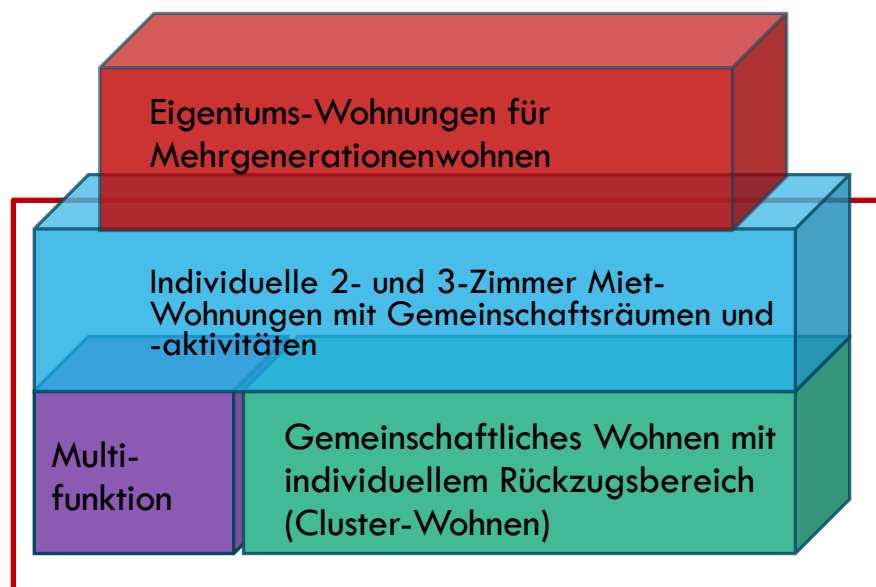 Eigentums-Wohnungen für
Mehrgenerationenwohnen
Individuelle 2- und 3-Zimmer Miet-
Wohnungen mit Gemeinschaftsräumen und
-aktivitäten
Multi-
funktion
Gemeinschaftliches Wohnen mit
individuellem Rückzugsbereich
(Cluster-Wohnen)